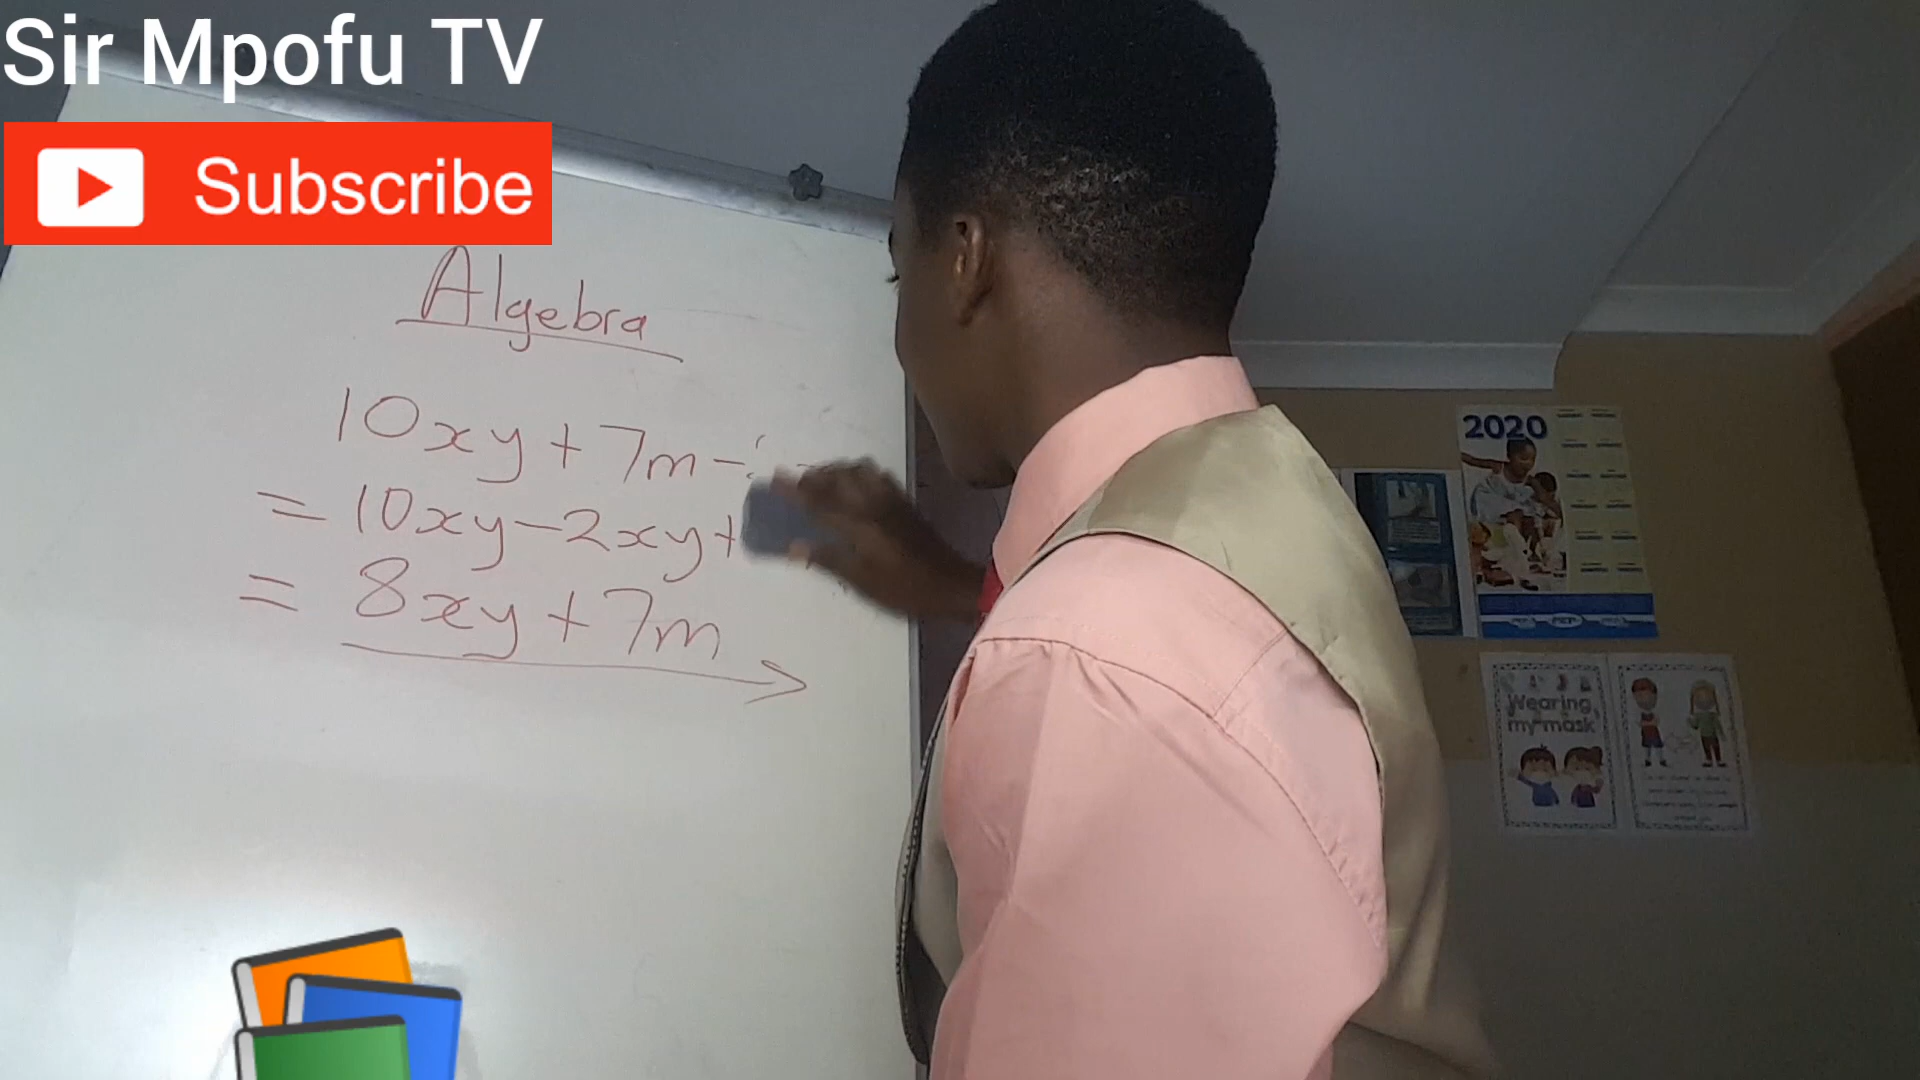 Sir Mpofu TV
Subscribe
Algebra
10xy + 7m -
= 10xy - 2xy +
= 8xy + 7m
2020
Wearing
my mask